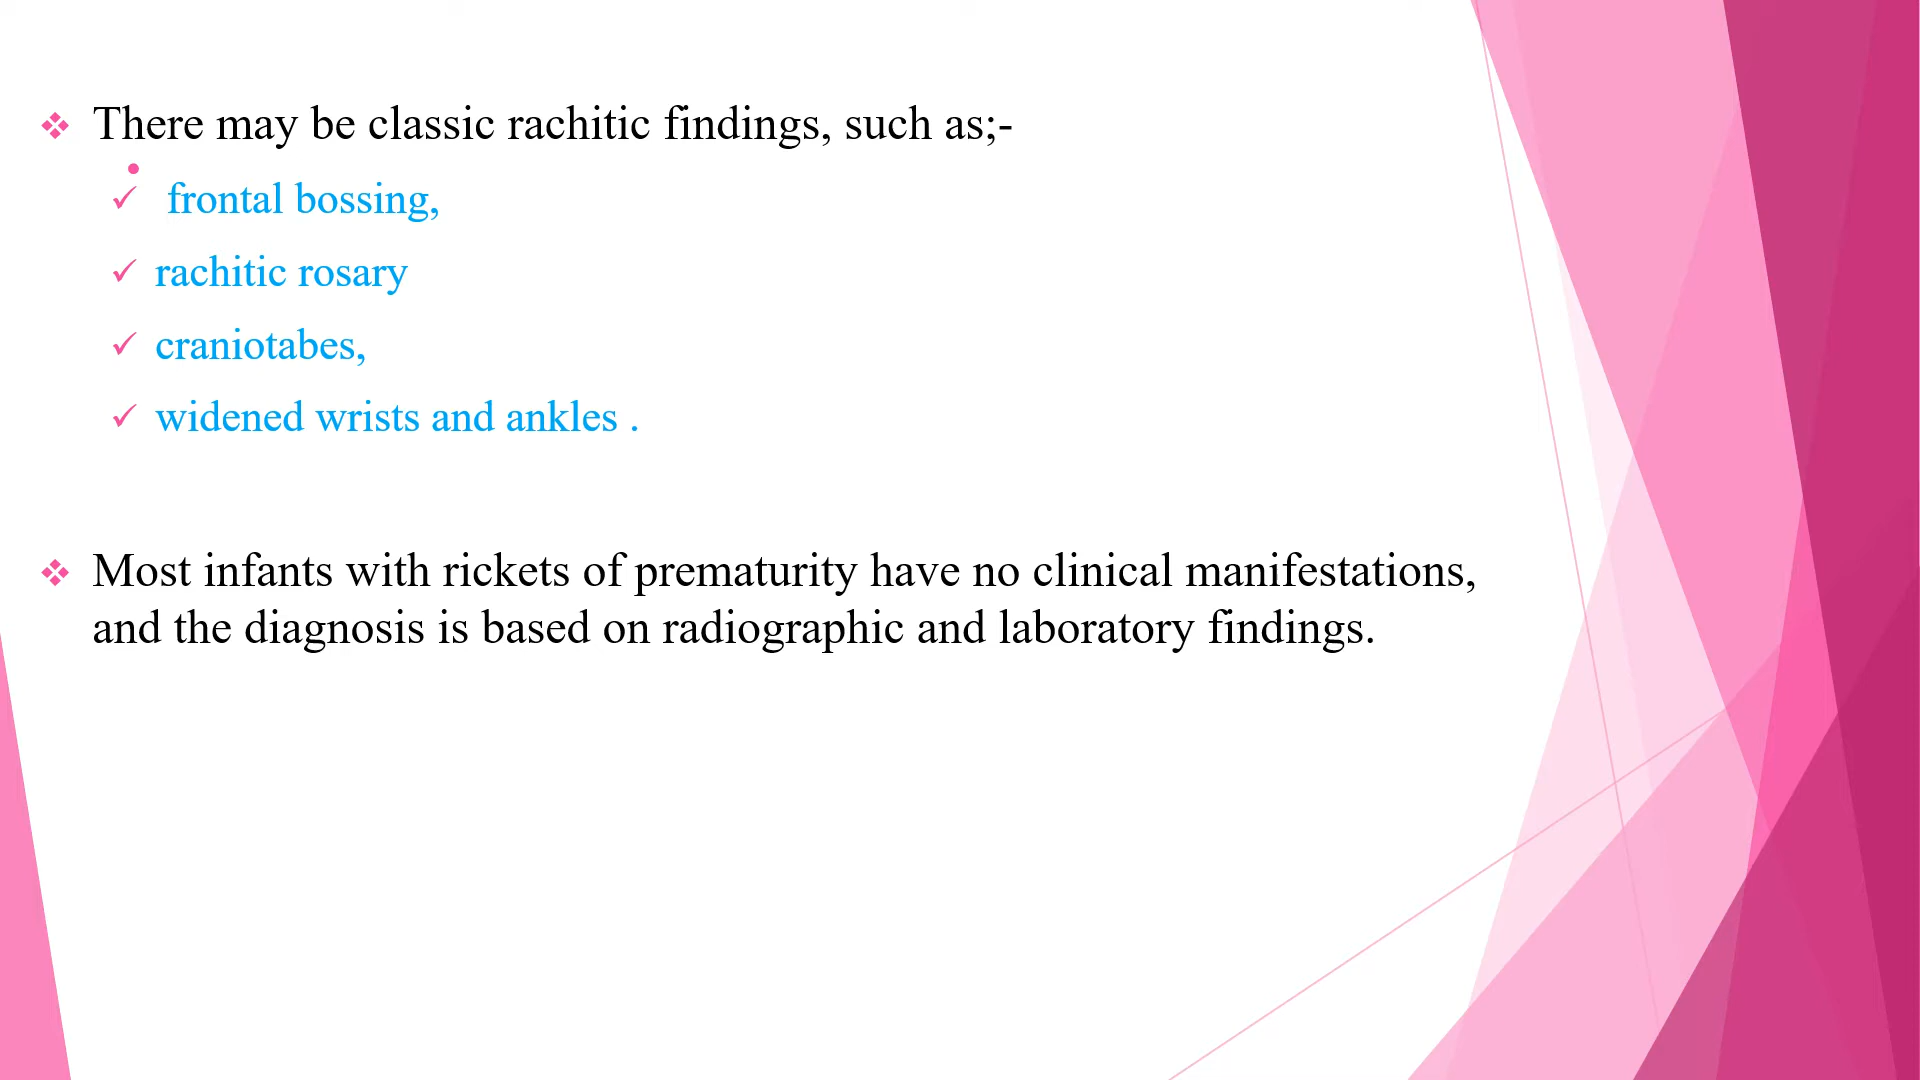 There may be classic rachitic findings, such as;-
frontal bossing,
rachitic rosary
craniotabes,
widened wrists and ankles .
Most infants with rickets of prematurity have no clinical manifestations,
and the diagnosis is based on radiographic and laboratory findings.